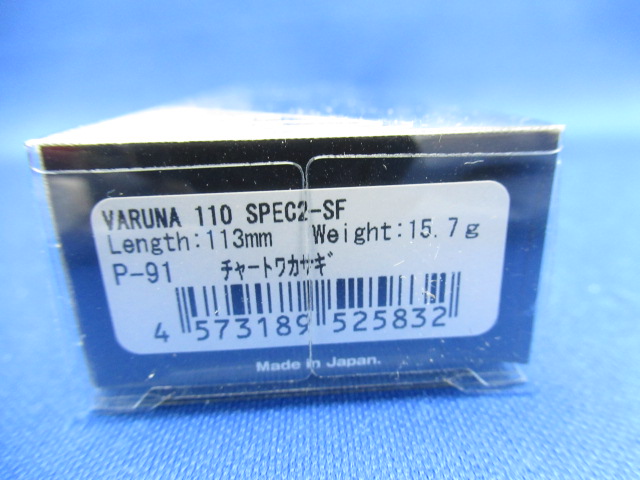 VARUNA 110 SPEC2-SF
Length:113mm Weight:15.7g
P-91 チャートワカサギ
4 573189 525832
Made in Japan.